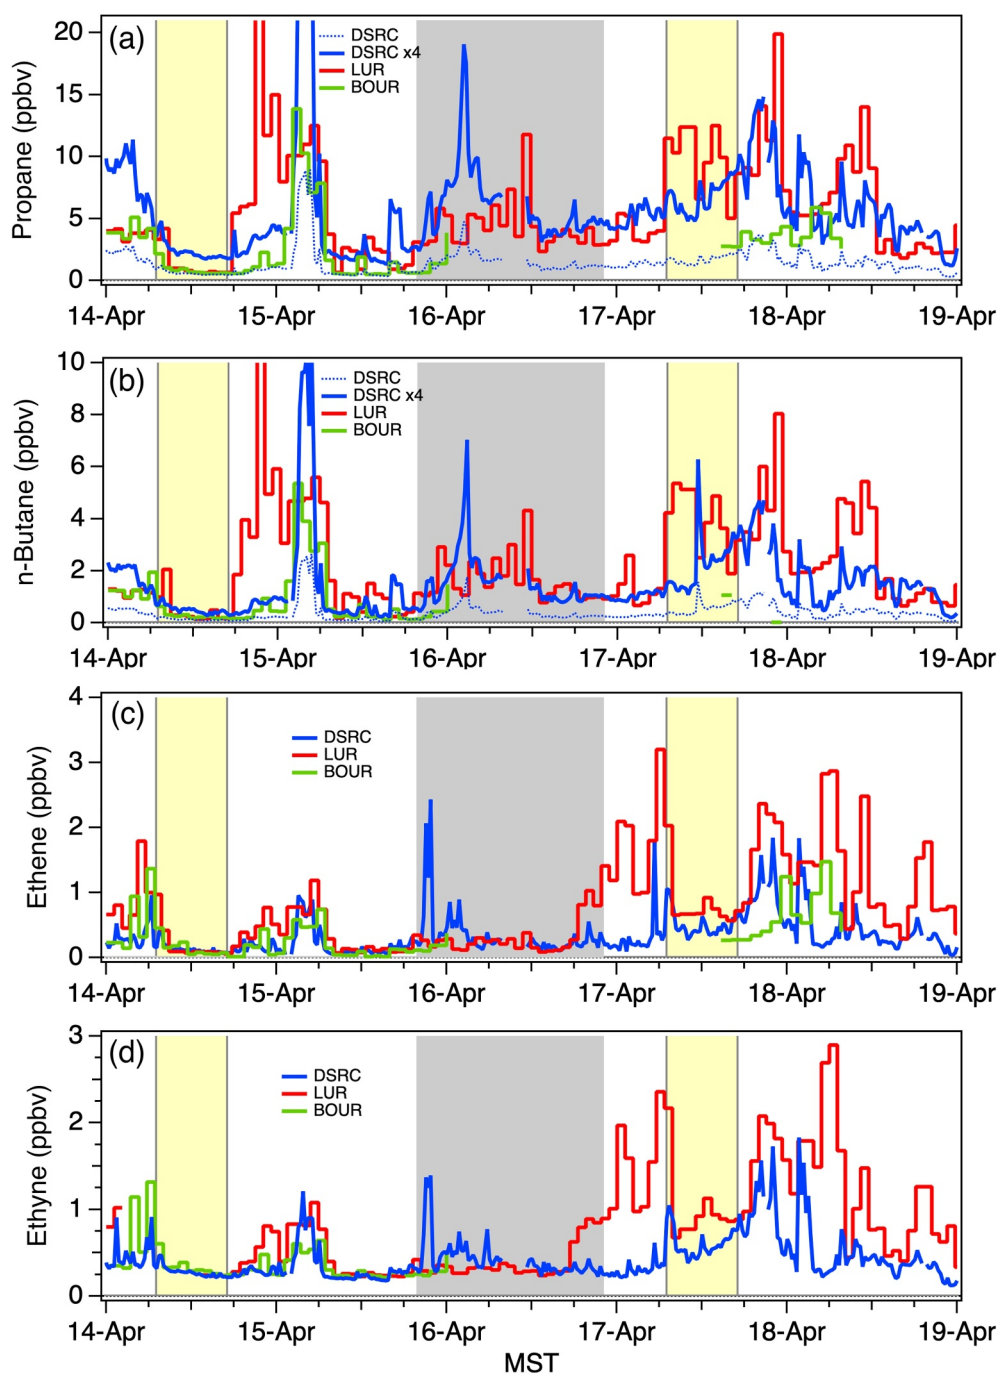 (a)
Propane (ppbv)
20
15
10
5
0
DSRC
DSRC x4
LUR
BOUR
14-Apr 15-Apr 16-Apr 17-Apr 18-Apr 19-Apr
(b)
n-Butane (ppbv)
10
8
6
4
2
0
DSRC
DSRC x4
LUR
BOUR
14-Apr 15-Apr 16-Apr 17-Apr 18-Apr 19-Apr
(c)
Ethene (ppbv)
4
3
2
1
0
DSRC
LUR
BOUR
14-Apr 15-Apr 16-Apr 17-Apr 18-Apr 19-Apr
(d)
Ethyne (ppbv)
3
2
1
0
DSRC
LUR
BOUR
14-Apr 15-Apr 16-Apr 17-Apr 18-Apr 19-Apr
MST